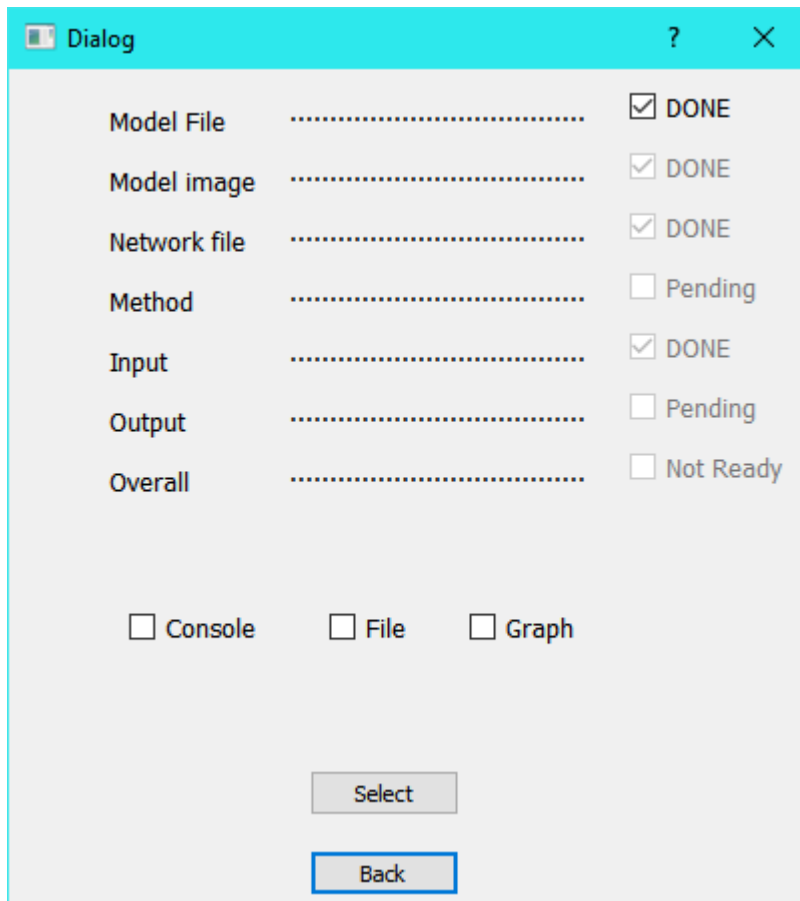 Dialog ?
Model File ..................................... DONE
Model image ..................................... DONE
Network file ..................................... DONE
Method ..................................... Pending
Input ..................................... DONE
Output ..................................... Pending
Overall ..................................... Not Ready
Console File Graph
Select
Back